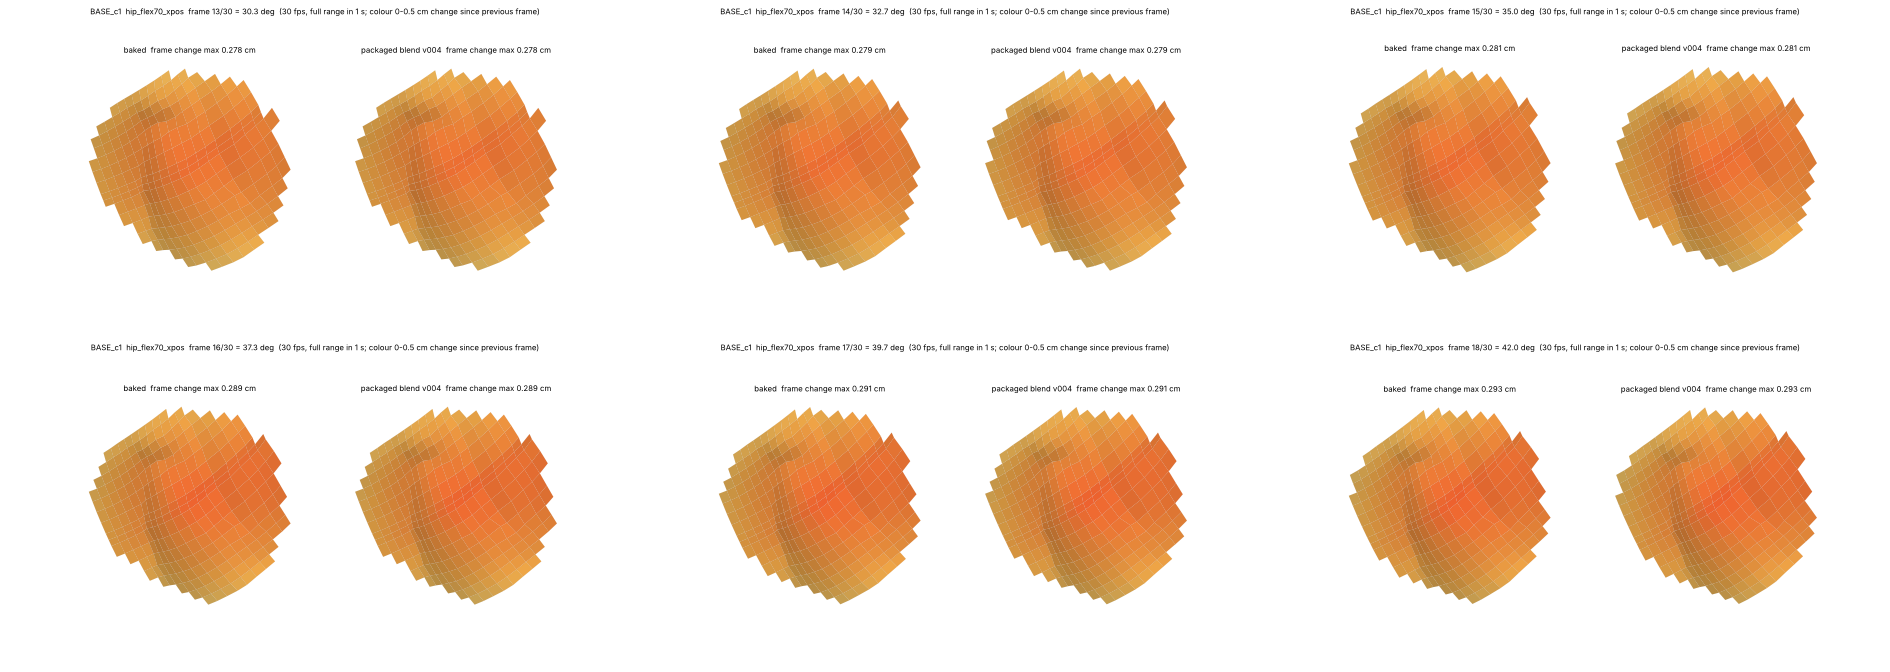 BASE_c1 hip_flex70_xpos frame 13/30 = 30.3 deg (30 fps, full range in 1 s; colour 0-0.5 cm change since previous frame)
baked frame change max 0.278 cm
packaged blend v004 frame change max 0.278 cm
BASE_c1 hip_flex70_xpos frame 14/30 = 32.7 deg (30 fps, full range in 1 s; colour 0-0.5 cm change since previous frame)
baked frame change max 0.279 cm
packaged blend v004 frame change max 0.279 cm
BASE_c1 hip_flex70_xpos frame 15/30 = 35.0 deg (30 fps, full range in 1 s; colour 0-0.5 cm change since previous frame)
baked frame change max 0.281 cm
packaged blend v004 frame change max 0.281 cm
BASE_c1 hip_flex70_xpos frame 16/30 = 37.3 deg (30 fps, full range in 1 s; colour 0-0.5 cm change since previous frame)
baked frame change max 0.289 cm
packaged blend v004 frame change max 0.289 cm
BASE_c1 hip_flex70_xpos frame 17/30 = 39.7 deg (30 fps, full range in 1 s; colour 0-0.5 cm change since previous frame)
baked frame change max 0.291 cm
packaged blend v004 frame change max 0.291 cm
BASE_c1 hip_flex70_xpos frame 18/30 = 42.0 deg (30 fps, full range in 1 s; colour 0-0.5 cm change since previous frame)
baked frame change max 0.293 cm
packaged blend v004 frame change max 0.293 cm